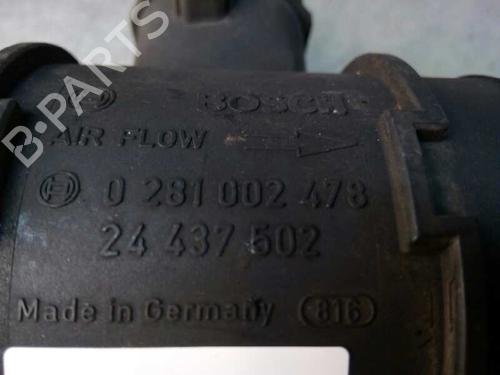 BOSCH
AIR FLOW
0 281 002 478
24 437 502
Made in Germany 816
B-PARTS